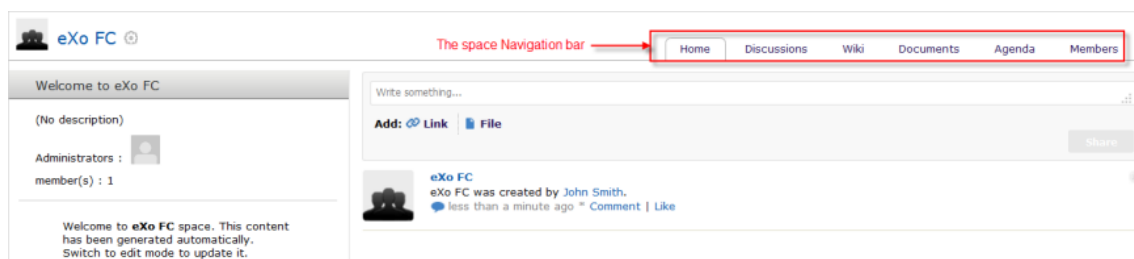 eXo FC
The space Navigation bar
Home Discussions Wiki Documents Agenda Members
Welcome to eXo FC
(No description)
Administrators :
member(s) : 1
Welcome to eXo FC space. This content
has been generated automatically.
Switch to edit mode to update it.
Write something...
Add: Link File
Share
eXo FC
eXo FC was created by John Smith.
less than a minute ago * Comment | Like